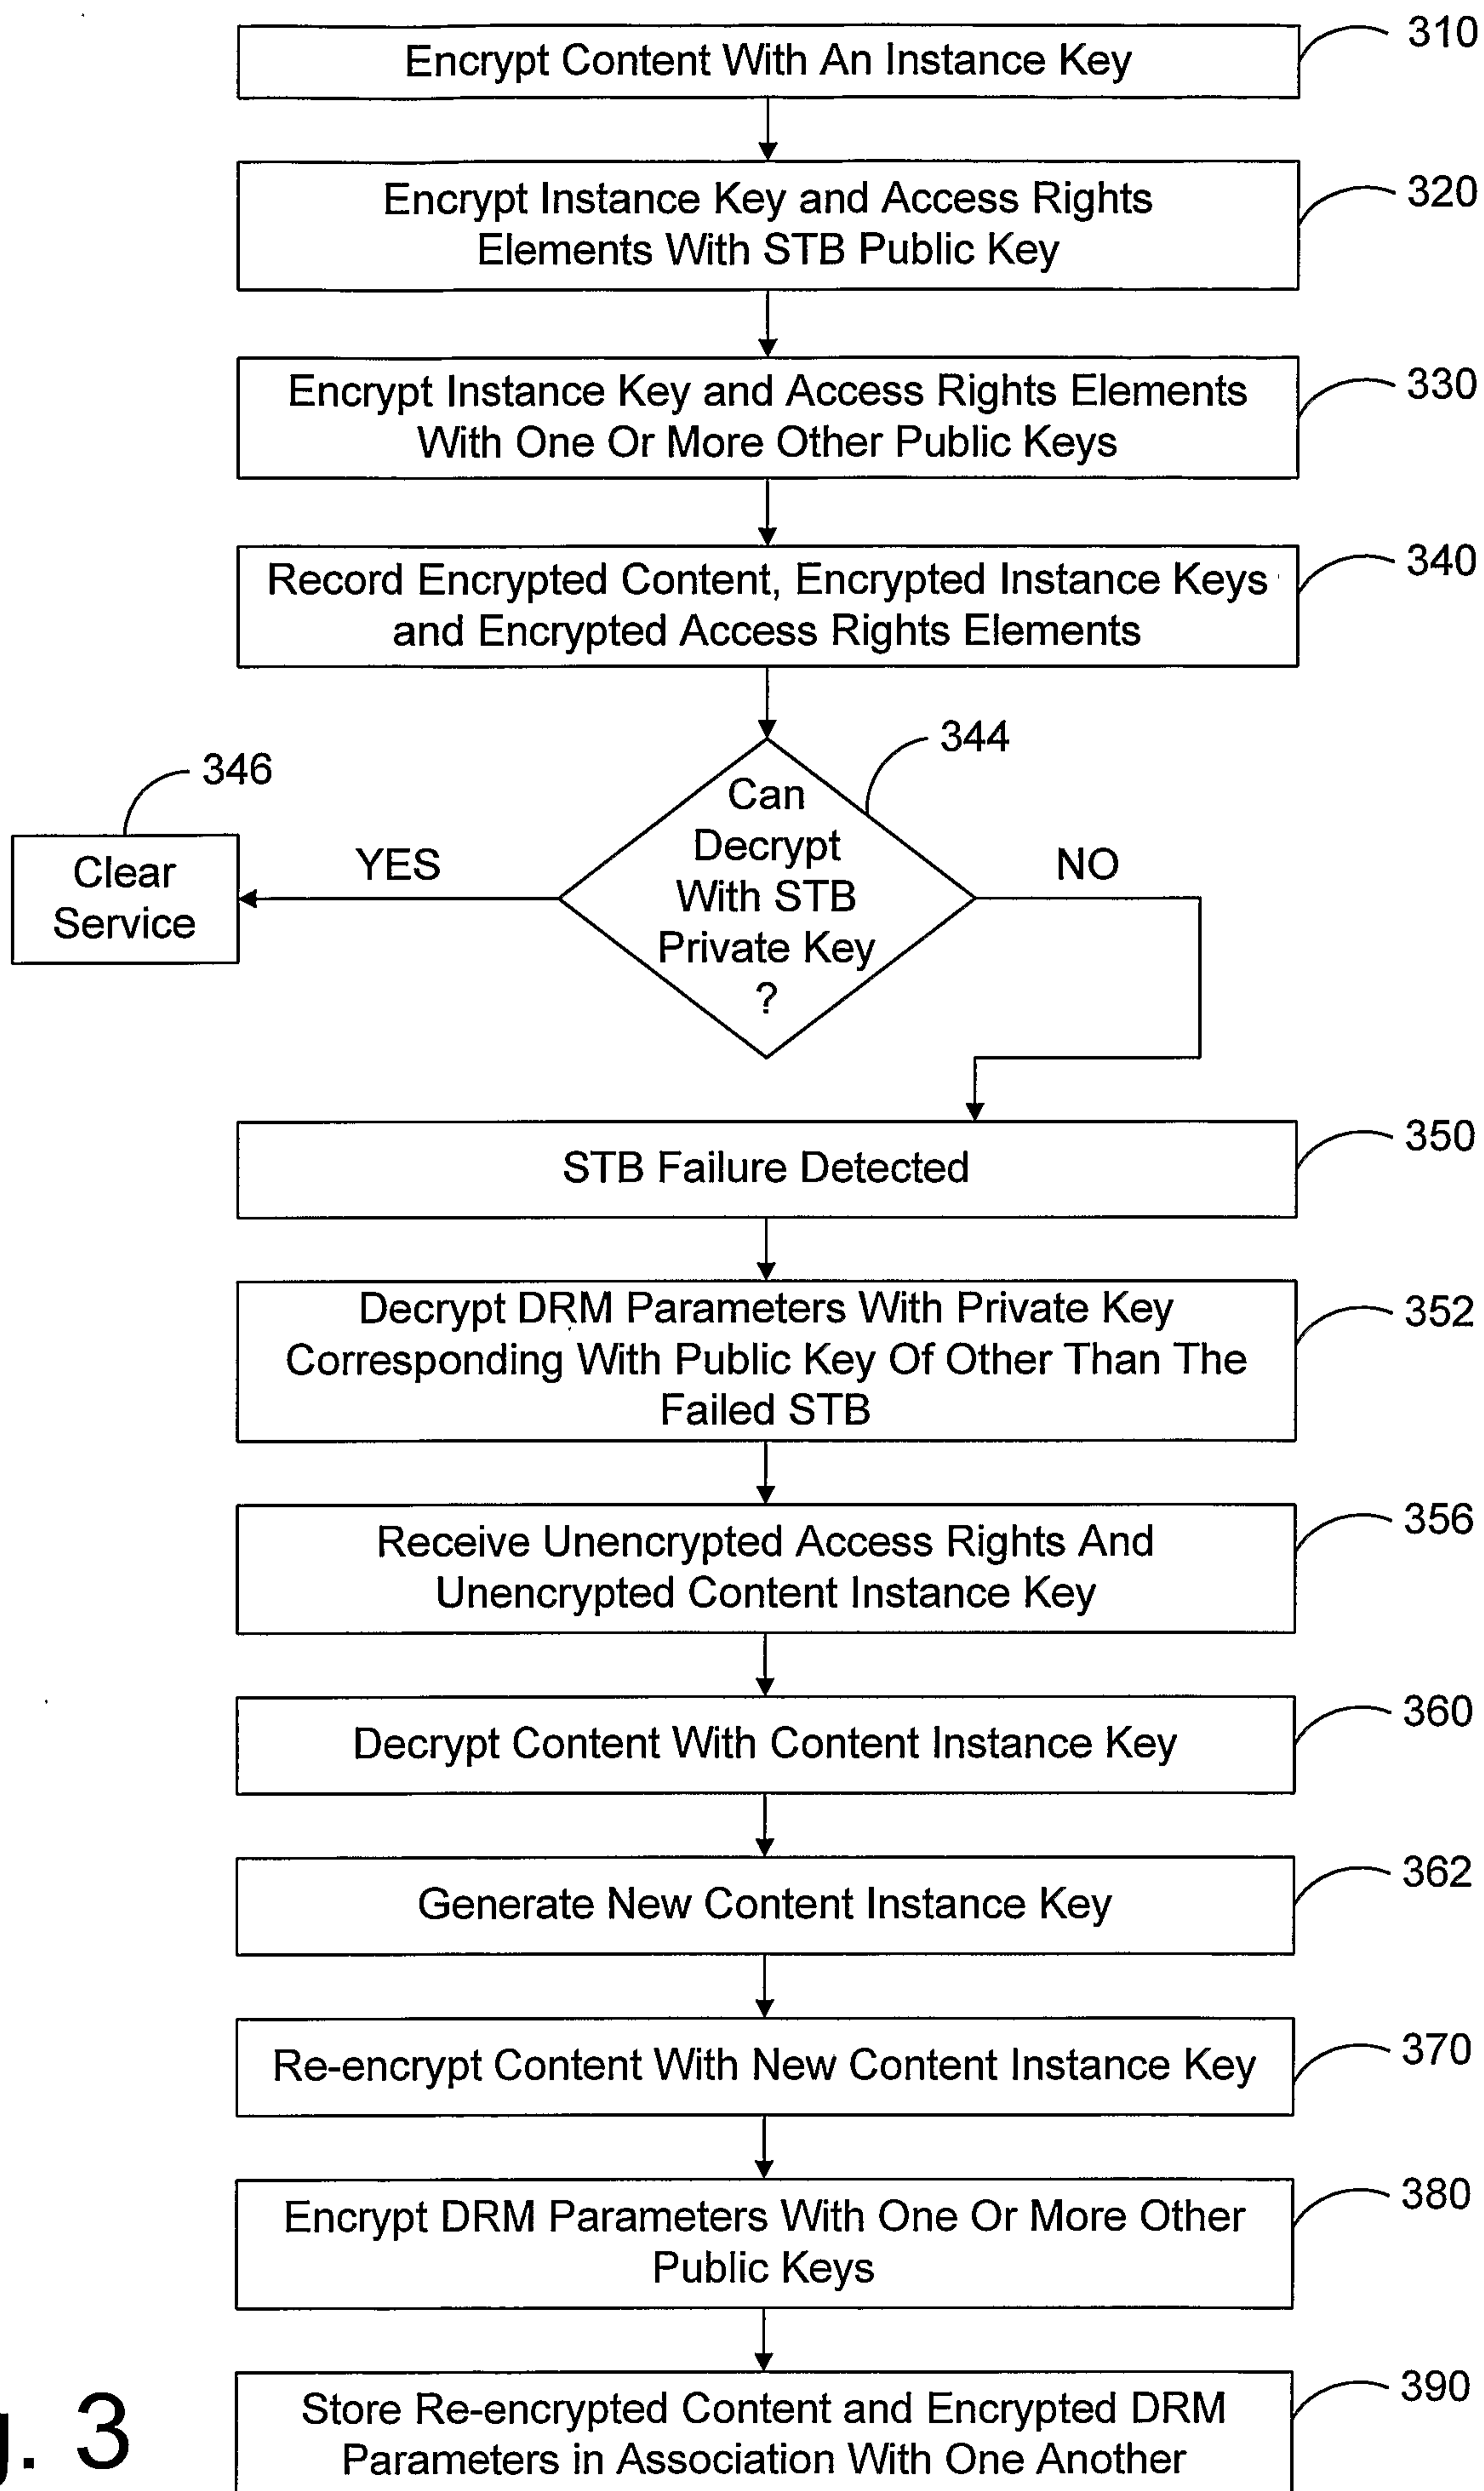 310
Encrypt Content With An Instance Key
320
Encrypt Instance Key and Access Rights
Elements With STB Public Key
330
Encrypt Instance Key and Access Rights Elements
With One Or More Other Public Keys
340
Record Encrypted Content, Encrypted Instance Keys
and Encrypted Access Rights Elements
344
346
Can
Decrypt
With STB
Private Key
?
YES
NO
Clear
Service
350
STB Failure Detected
352
Decrypt DRM Parameters With Private Key
Corresponding With Public Key Of Other Than The
Failed STB
356
Receive Unencrypted Access Rights And
Unencrypted Content Instance Key
360
Decrypt Content With Content Instance Key
362
Generate New Content Instance Key
370
Re-encrypt Content With New Content Instance Key
380
Encrypt DRM Parameters With One Or More Other
Public Keys
390
Store Re-encrypted Content and Encrypted DRM
Parameters in Association With One Another
. 3